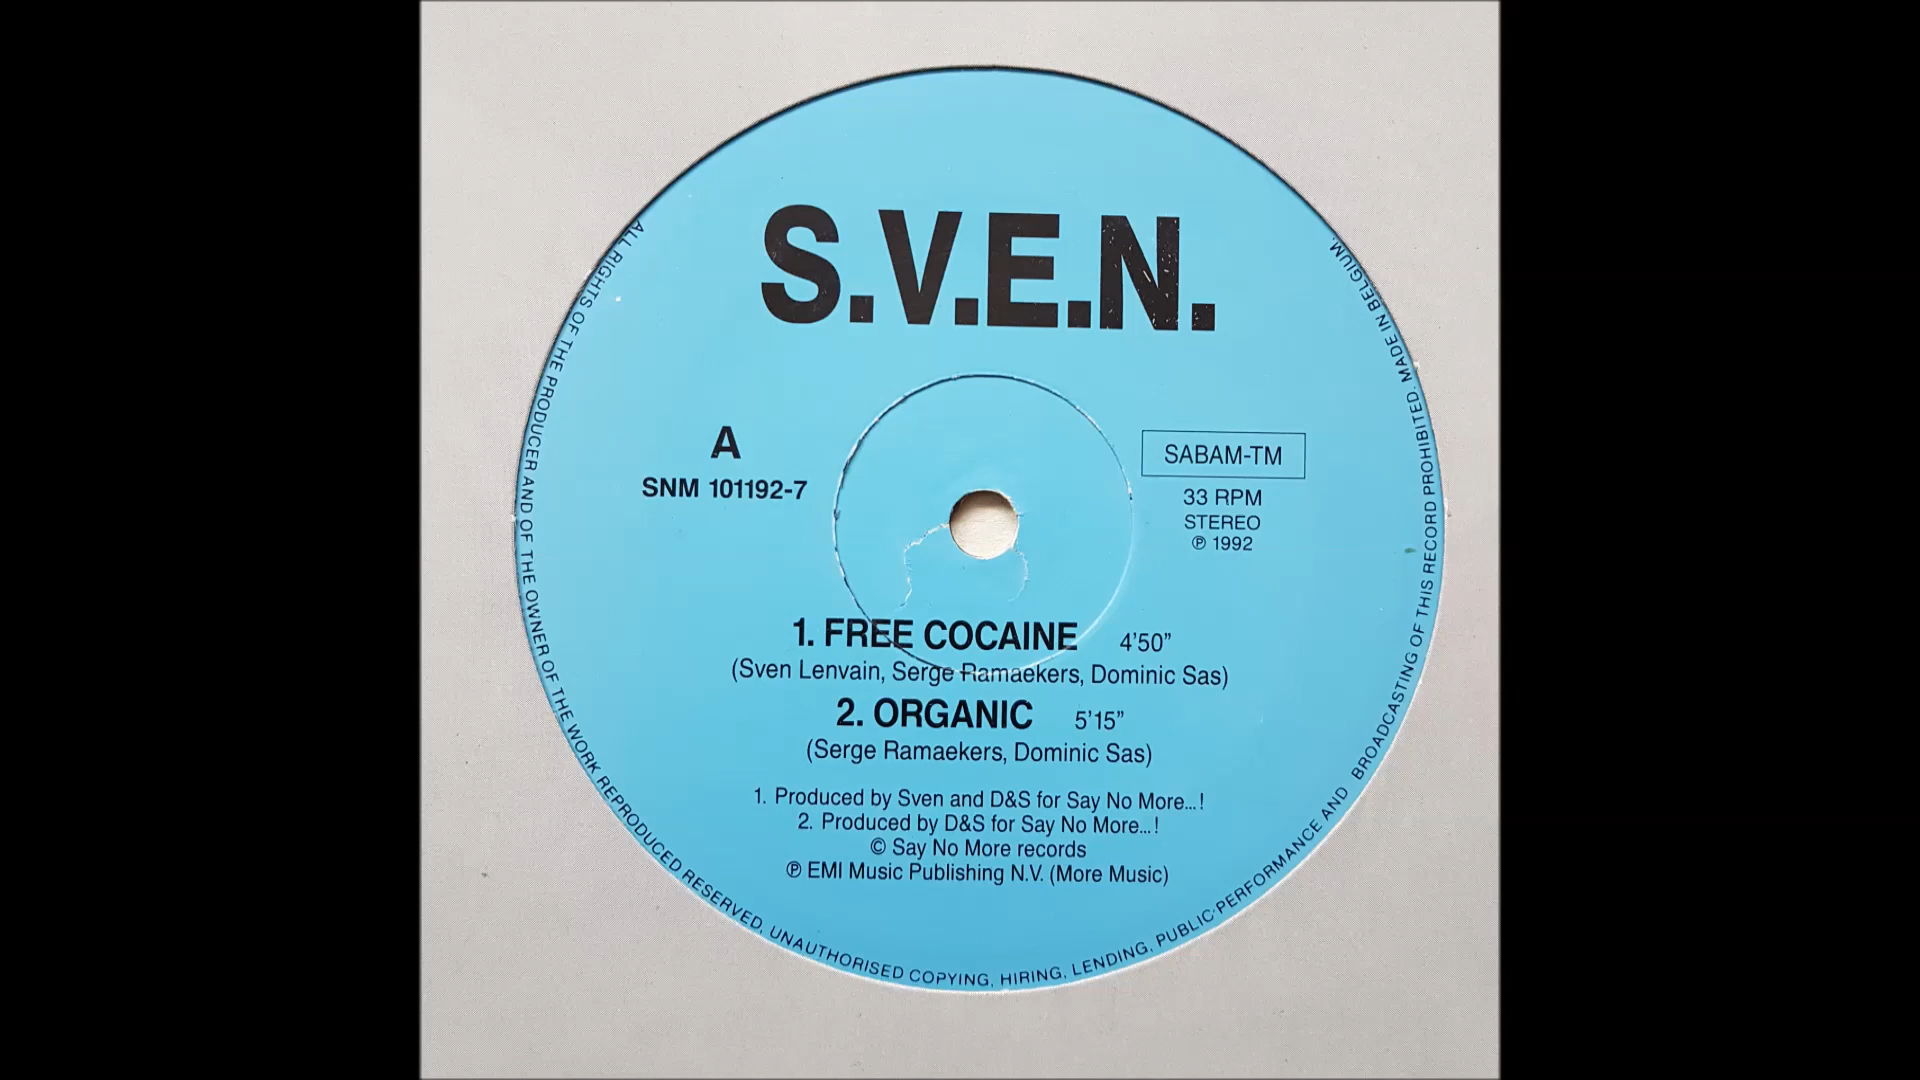 S.V.E.N.
A
SNM 101192-7
SABAM-TM
33 RPM
STEREO
℗ 1992
1. FREE COCAINE 4'50"
(Sven Lenvain, Serge Ramaekers, Dominic Sas)
2. ORGANIC 5'15"
(Serge Ramaekers, Dominic Sas)
1. Produced by Sven and D&S for Say No More...!
2. Produced by D&S for Say No More...!
© Say No More records
℗ EMI Music Publishing N.V. (More Music)
ALL RIGHTS OF THE PRODUCER AND OF THE OWNER OF THE WORK REPRODUCED RESERVED, UNAUTHORISED COPYING, HIRING, LENDING, PUBLIC PERFORMANCE AND BROADCASTING OF THIS RECORD PROHIBITED. MADE IN BELGIUM.